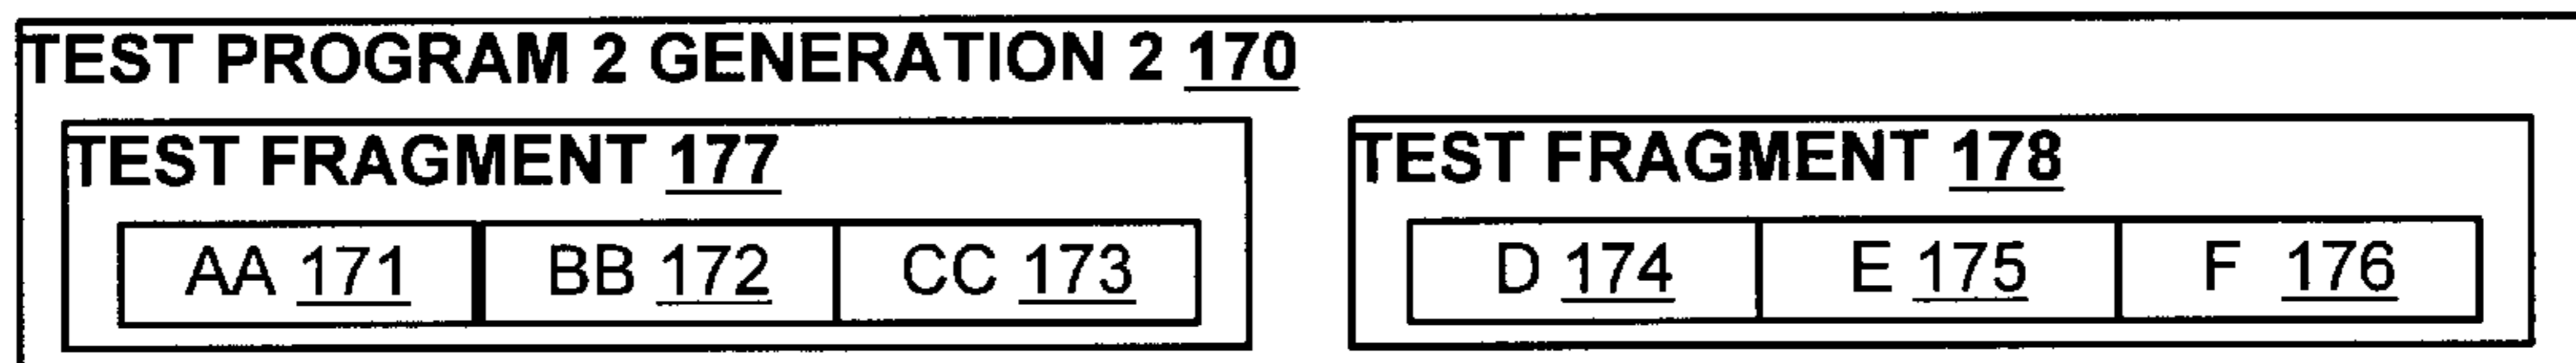 TEST PROGRAM 2 GENERATION 2 170
TEST FRAGMENT 177
TEST FRAGMENT 178
AA 171 BB 172 CC 173 D 174 E 175 F 176